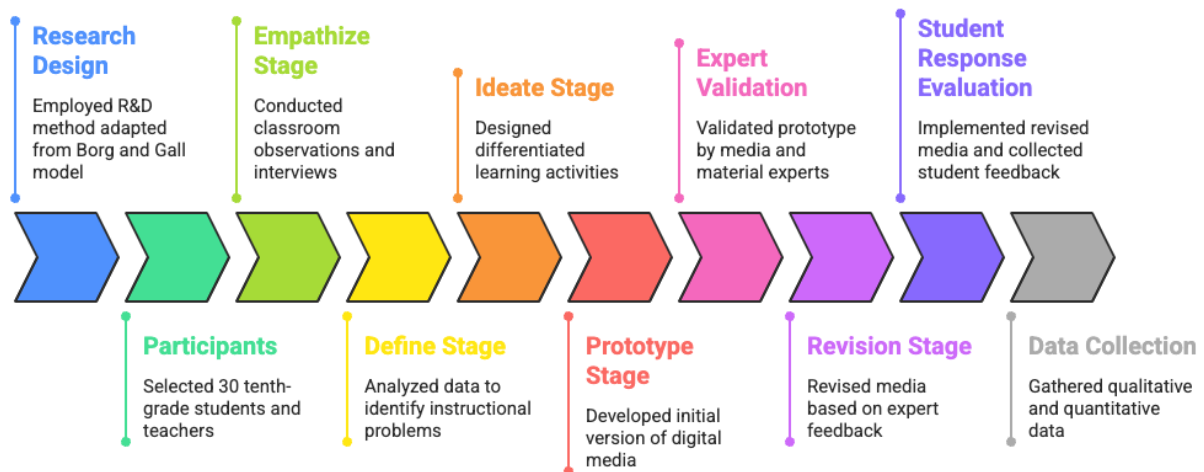 Research
Design
Employed R&D
method adapted
from Borg and Gall
model
Participants
Selected 30 tenth-
grade students and
teachers
Empathize
Stage
Conducted
classroom
observations and
interviews
Define Stage
Analyzed data to
identify instructional
problems
Ideate Stage
Designed
differentiated
learning activities
Prototype
Stage
Developed initial
version of digital
media
Expert
Validation
Validated prototype
by media and
material experts
Revision Stage
Revised media
based on expert
feedback
Student
Response
Evaluation
Implemented revised
media and collected
student feedback
Data Collection
Gathered qualitative
and quantitative
data